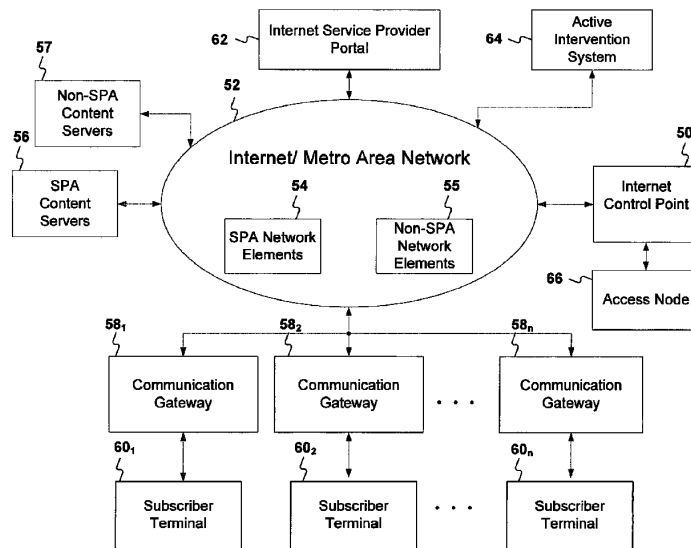 62
Internet Service Provider
Portal
64
Active
Intervention
System
57
Non-SPA
Content
Servers
52
56
SPA
Content
Servers
Internet/ Metro Area Network
50
Internet
Control Point
54
SPA Network
Elements
55
Non-SPA
Network
Elements
66
Access Node
58₁
Communication
Gateway
58₂
Communication
Gateway
. . .
58ₙ
Communication
Gateway
60₁
Subscriber
Terminal
60₂
Subscriber
Terminal
. . .
60ₙ
Subscriber
Terminal